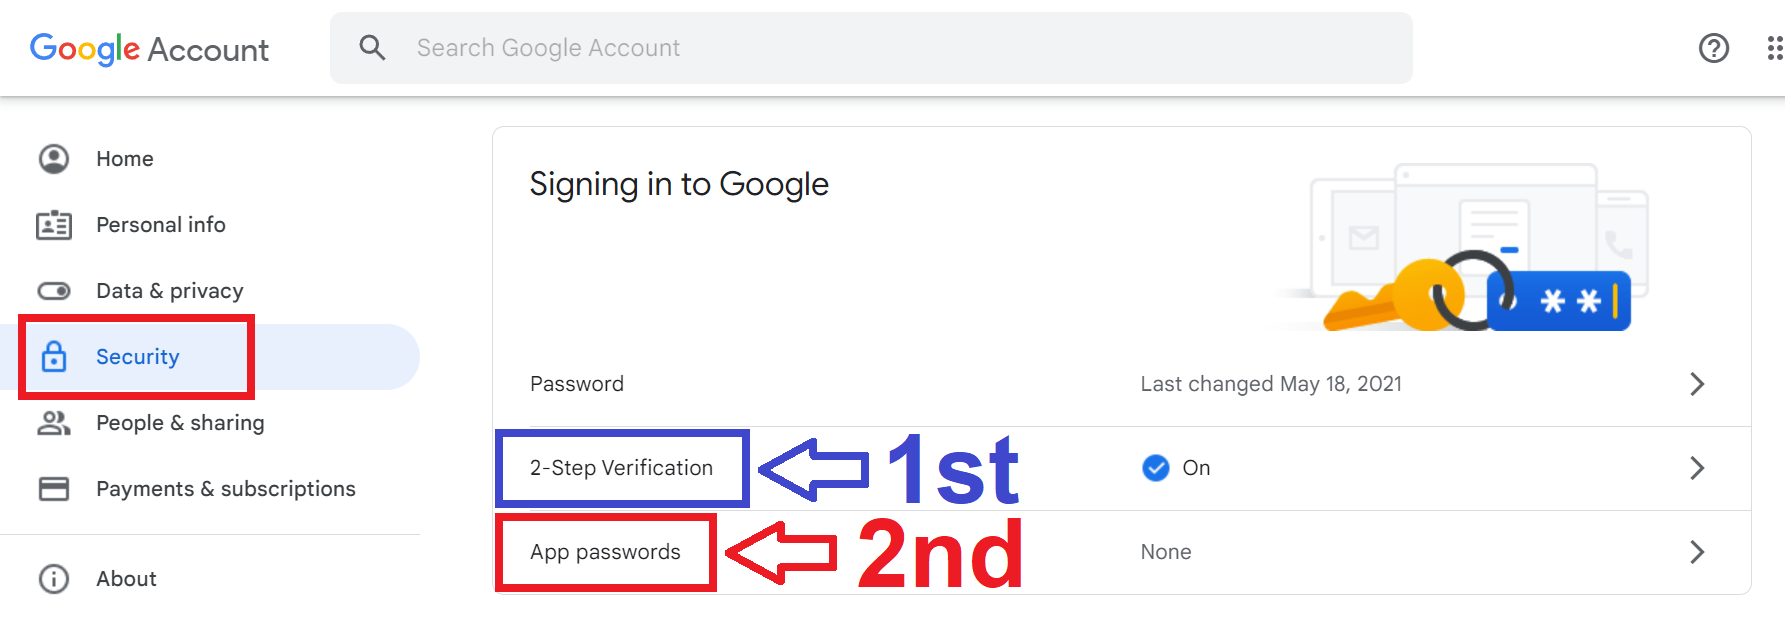 Google Account
Search Google Account
Home
Personal info
Data & privacy
Security
People & sharing
Payments & subscriptions
About
Signing in to Google
**
Password Last changed May 18, 2021
2-Step Verification 1st On
App passwords 2nd None